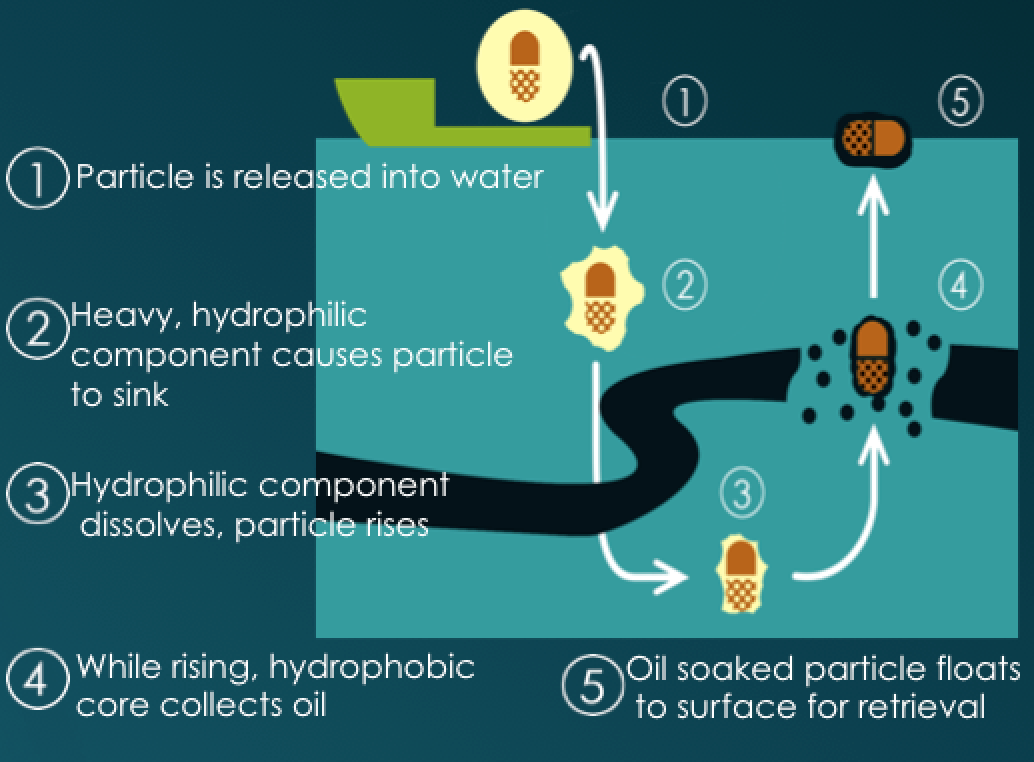 1
5
1 Particle is released into water
2
4
2 Heavy, hydrophilic
component causes particle
to sink
3
3 Hydrophilic component
dissolves, particle rises
4 While rising, hydrophobic
core collects oil
5 Oil soaked particle floats
to surface for retrieval